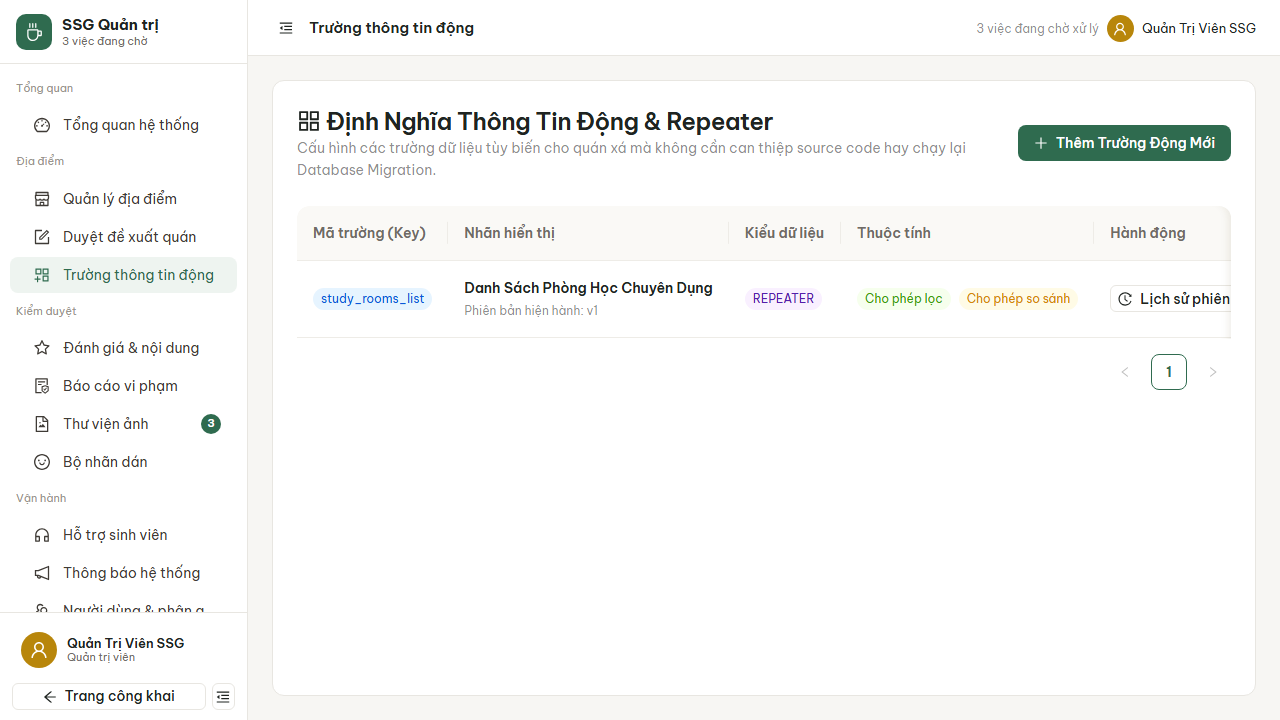 SSG Quản trị
3 việc đang chờ
Tổng quan
Tổng quan hệ thống
Địa điểm
Quản lý địa điểm
Duyệt đề xuất quán
Trường thông tin động
Kiểm duyệt
Đánh giá & nội dung
Báo cáo vi phạm
Thư viện ảnh
3
Bộ nhãn dán
Vận hành
Hỗ trợ sinh viên
Thông báo hệ thống
Người dùng & phân q
Quản Trị Viên SSG
Quản trị viên
Trang công khai
Trường thông tin động
3 việc đang chờ xử lý
Quản Trị Viên SSG
Định Nghĩa Thông Tin Động & Repeater
Cấu hình các trường dữ liệu tùy biến cho quán xá mà không cần can thiệp source code hay chạy lại
Database Migration.
Thêm Trường Động Mới
Mã trường (Key)
Nhãn hiển thị
Kiểu dữ liệu
Thuộc tính
Hành động
study_rooms_list
Danh Sách Phòng Học Chuyên Dụng
Phiên bản hiện hành: v1
REPEATER
Cho phép lọc
Cho phép so sánh
Lịch sử phiên
1